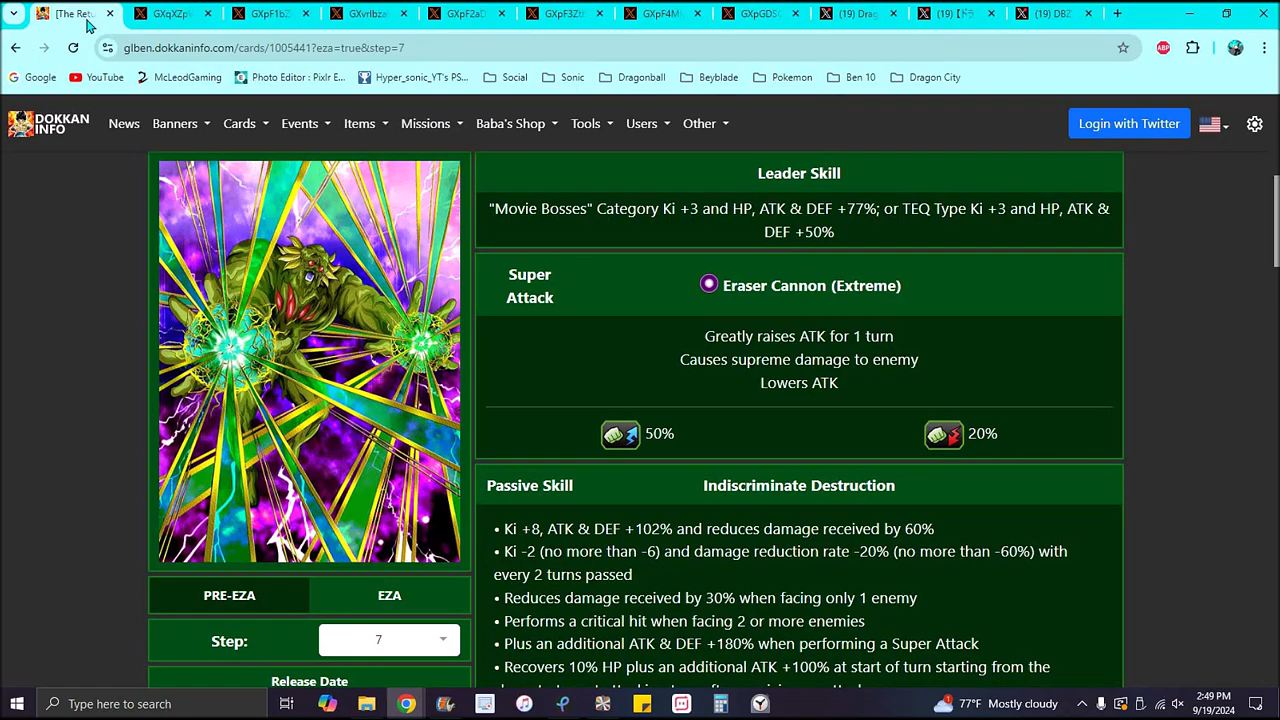 [The Retu
GXqXZpV
GXpF1bZ
GXvrIbzal
GXpF2aD
GXpF3Zt
GXpF4M
GXpGDS
(19) Drag
(19)【ドラ
(19) DBZ
glben.dokkaninfo.com/cards/1005441?eza=true&step=7
ABP
Google YouTube McLeodGaming Photo Editor : Pixlr E... Hyper_sonic_YT's PS... Social Sonic Dragonball Beyblade Pokemon Ben 10 Dragon City
DOKKAN INFO News Banners Cards Events Items Missions Baba's Shop Tools Users Other Login with Twitter
Leader Skill
"Movie Bosses" Category Ki +3 and HP, ATK & DEF +77%; or TEQ Type Ki +3 and HP, ATK &
DEF +50%
Super
Attack
Eraser Cannon (Extreme)
Greatly raises ATK for 1 turn
Causes supreme damage to enemy
Lowers ATK
50% 20%
Passive Skill Indiscriminate Destruction
• Ki +8, ATK & DEF +102% and reduces damage received by 60%
• Ki -2 (no more than -6) and damage reduction rate -20% (no more than -60%) with
every 2 turns passed
• Reduces damage received by 30% when facing only 1 enemy
• Performs a critical hit when facing 2 or more enemies
• Plus an additional ATK & DEF +180% when performing a Super Attack
• Recovers 10% HP plus an additional ATK +100% at start of turn starting from the
PRE-EZA EZA
Step: 7
Release Date
Type here to search
77°F Mostly cloudy
2:49 PM
9/19/2024